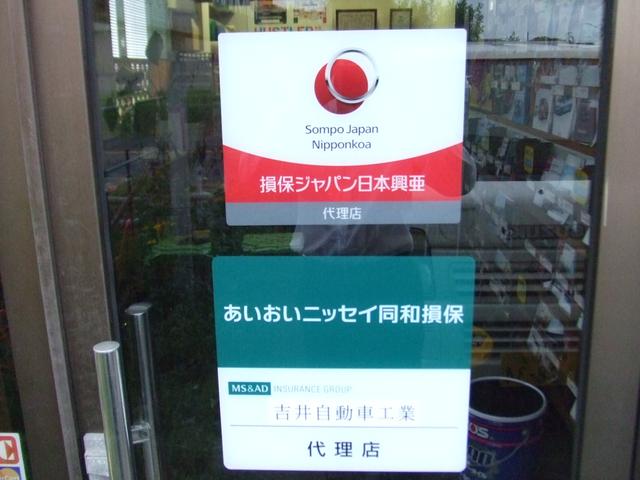 HUSTLER
Sompo Japan
Nipponkoa
損保ジャパン日本興亜
代理店
あいおいニッセイ同和損保
MS&AD INSURANCE GROUP
吉井自動車工業
代理店